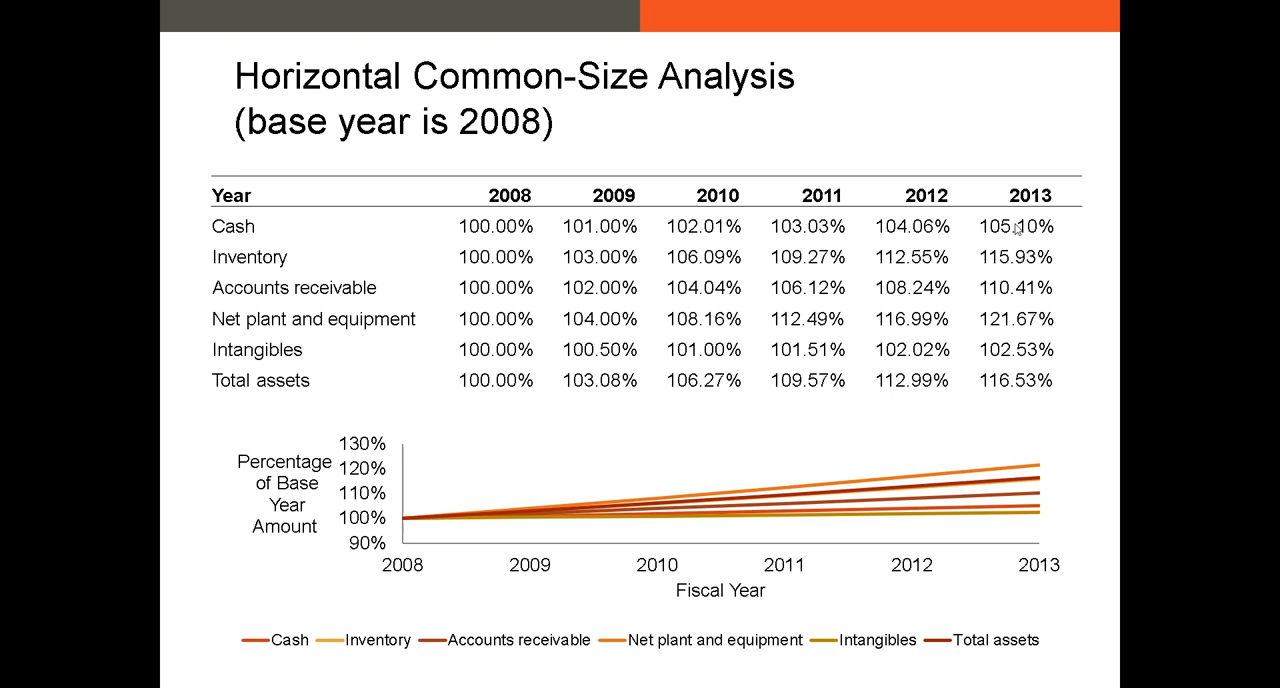 Horizontal Common-Size Analysis
(base year is 2008)
Year 2008 2009 2010 2011 2012 2013
Cash 100.00% 101.00% 102.01% 103.03% 104.06% 105.10%
Inventory 100.00% 103.00% 106.09% 109.27% 112.55% 115.93%
Accounts receivable 100.00% 102.00% 104.04% 106.12% 108.24% 110.41%
Net plant and equipment 100.00% 104.00% 108.16% 112.49% 116.99% 121.67%
Intangibles 100.00% 100.50% 101.00% 101.51% 102.02% 102.53%
Total assets 100.00% 103.08% 106.27% 109.57% 112.99% 116.53%
Percentage
of Base
Year
Amount
130%
120%
110%
100%
90%
2008 2009 2010 2011 2012 2013
Fiscal Year
Cash Inventory Accounts receivable Net plant and equipment Intangibles Total assets